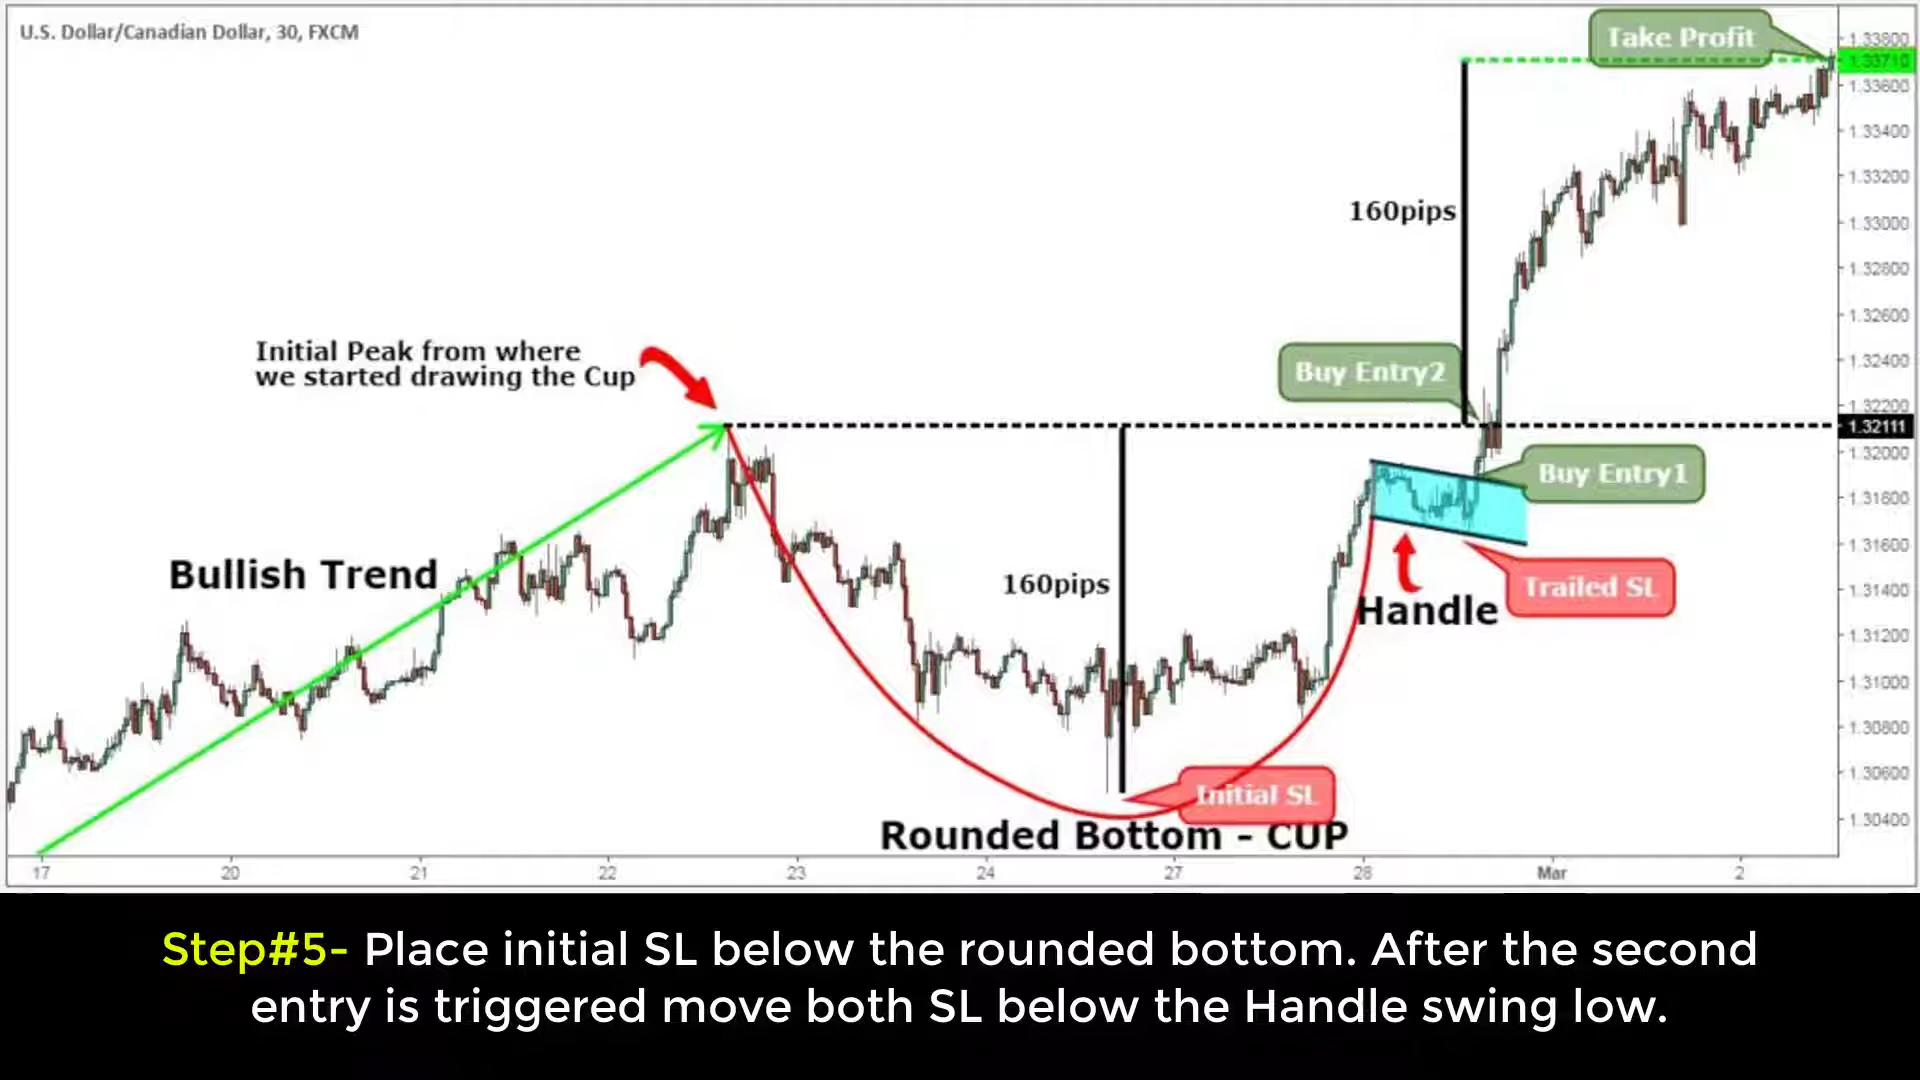 U.S. Dollar/Canadian Dollar, 30, FXCM
Take Profit
1.33800
1.33710
1.33600
1.33400
1.33200
160pips
1.33000
1.32800
1.32600
Initial Peak from where
we started drawing the Cup
1.32400
Buy Entry2
1.32200
1.32111
1.32000
Buy Entry1
1.31800
1.31600
Bullish Trend
160pips
Trailed SL
1.31400
Handle
1.31200
1.31000
1.30800
1.30600
Initial SL
1.30400
Rounded Bottom - CUP
17 20 21 22 23 24 27 28 Mar 2
Step#5- Place initial SL below the rounded bottom. After the second
entry is triggered move both SL below the Handle swing low.